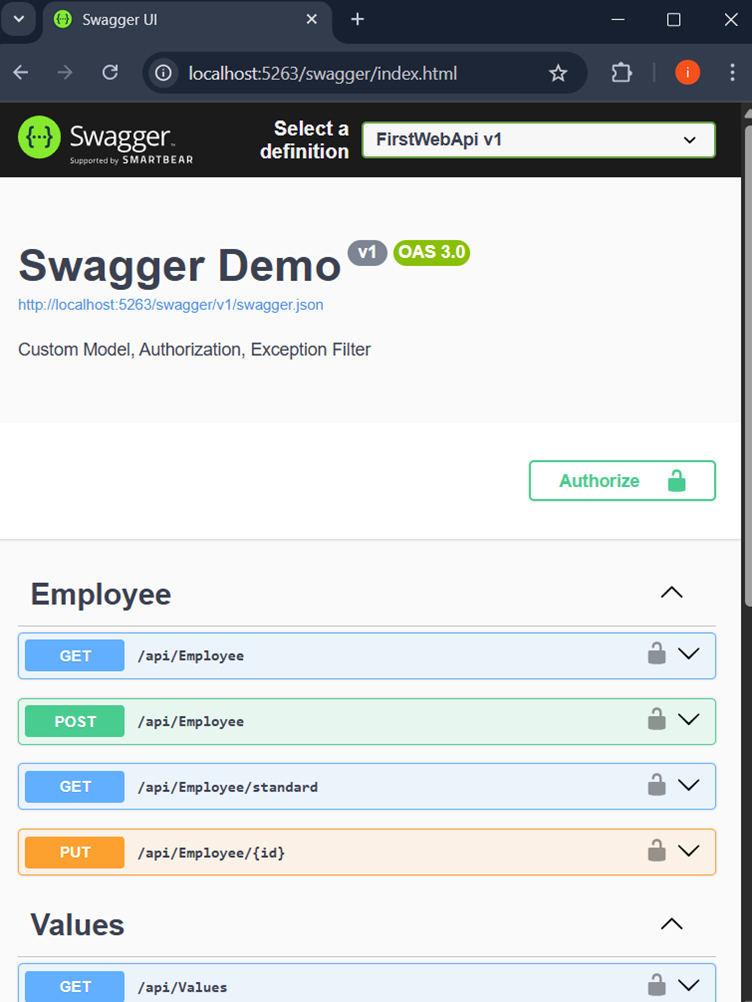 Swagger UI
localhost:5263/swagger/index.html
i
Swagger™
Supported by SMARTBEAR
Select a
definition
FirstWebApi v1
Swagger Demo v1 OAS 3.0
http://localhost:5263/swagger/v1/swagger.json
Custom Model, Authorization, Exception Filter
Authorize
Employee
GET /api/Employee
POST /api/Employee
GET /api/Employee/standard
PUT /api/Employee/{id}
Values
GET /api/Values